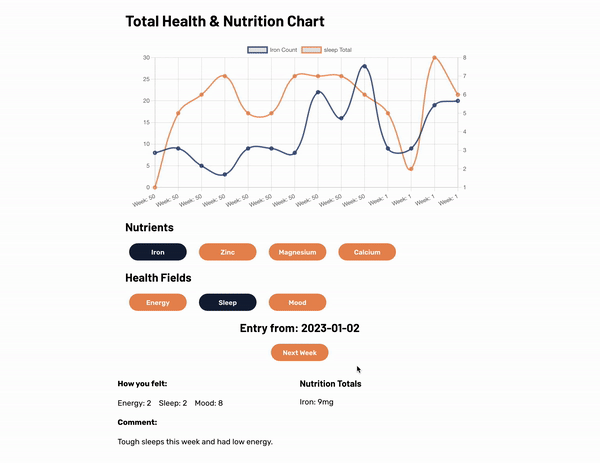 Total Health & Nutrition Chart
Iron Count sleep Total
30 8
25 7
20 6
15 5
10 4
5 3
0 2
1
Week: 50 Week: 50 Week: 50 Week: 50 Week: 50 Week: 50 Week: 50 Week: 50 Week: 50 Week: 50 Week: 1 Week: 1 Week: 1 Week: 1
Nutrients
Iron Zinc Magnesium Calcium
Health Fields
Energy Sleep Mood
Entry from: 2023-01-02
Next Week
How you felt: Nutrition Totals
Energy: 2 Sleep: 2 Mood: 8 Iron: 9mg
Comment:
Tough sleeps this week and had low energy.